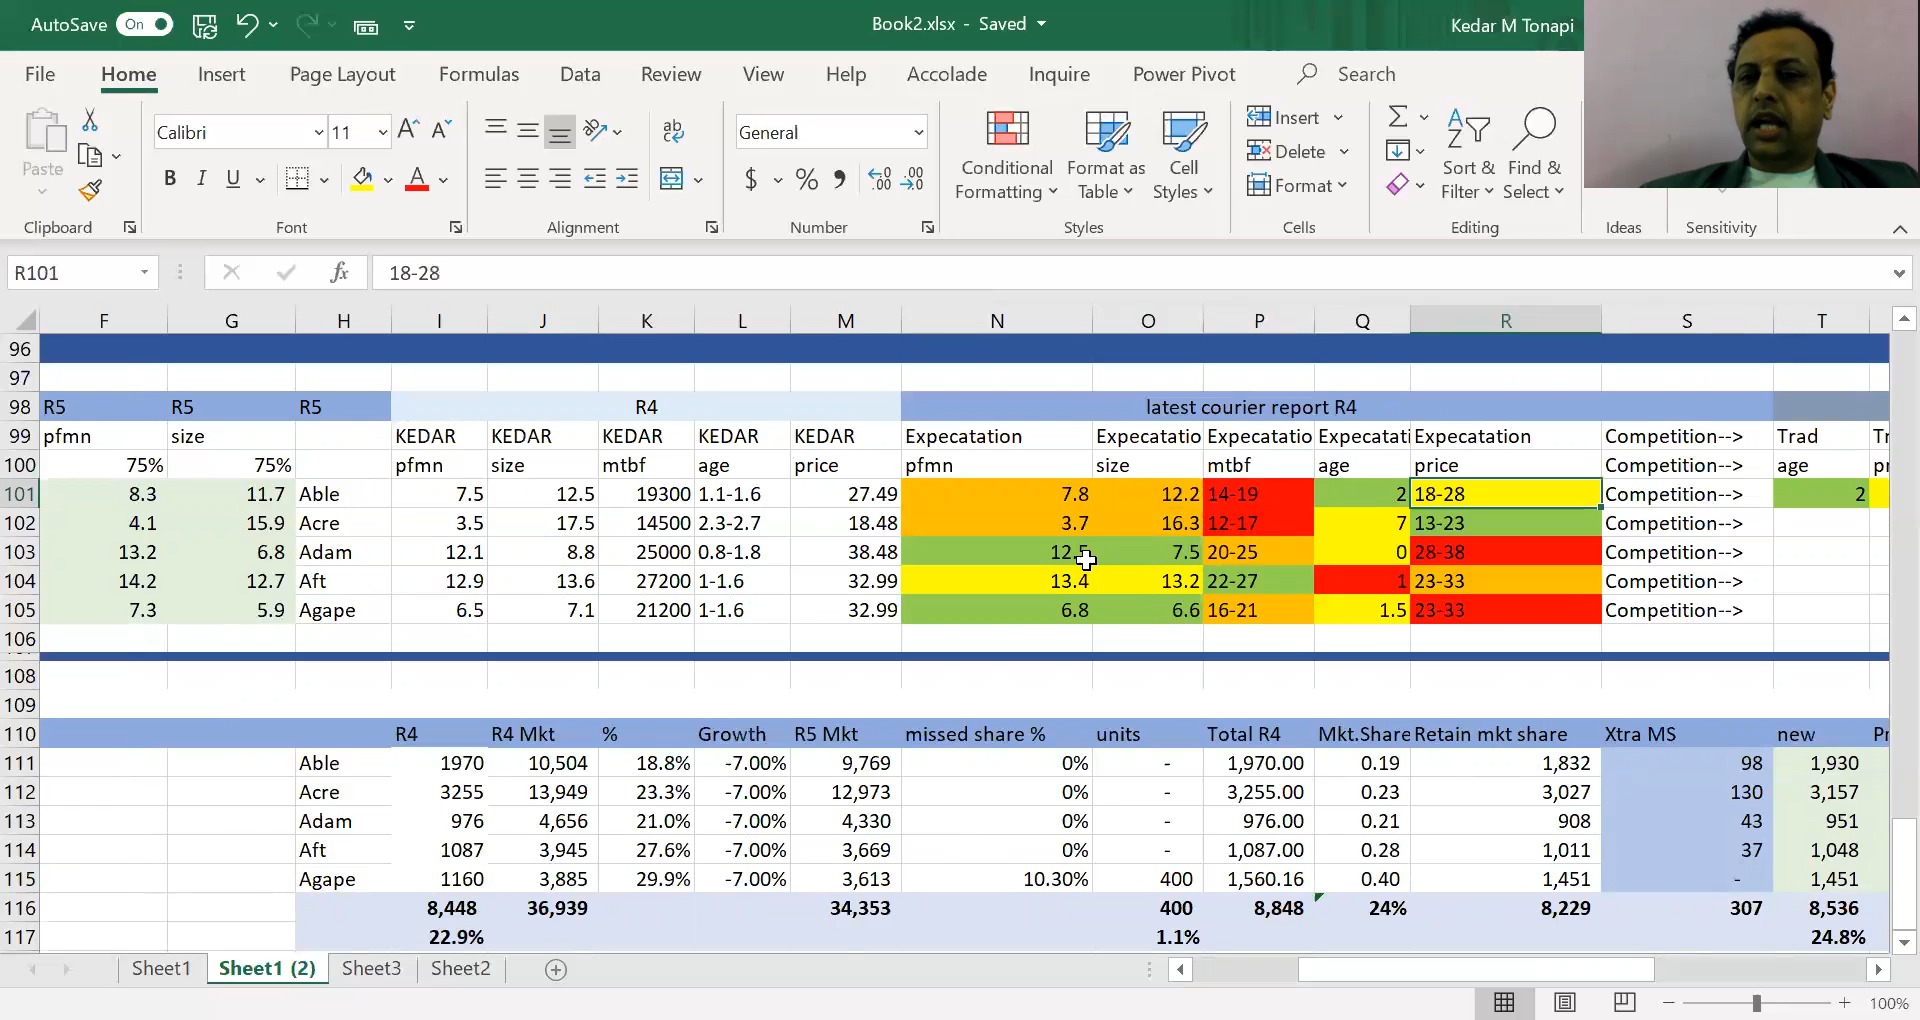 AutoSave On Book2.xlsx - Saved Kedar M Tonapi
File Home Insert Page Layout Formulas Data Review View Help Accolade Inquire Power Pivot Search
Paste Calibri 11 General
B I U $ % Conditional Formatting Format as Table Cell Styles Insert Delete Format Sort & Filter Find & Select
Clipboard Font Alignment Number Styles Cells Editing Ideas Sensitivity
R101 fx 18-28
F G H I J K L M N O P Q R S T
96
97
98 R5 R5 R5 R4 latest courier report R4
99 pfmn size KEDAR KEDAR KEDAR KEDAR KEDAR Expecatation Expecatatio Expecatatio Expecatati Expecatation Competition--> Trad
100 75% 75% pfmn size mtbf age price pfmn size mtbf age price Competition--> age
101 8.3 11.7 Able 7.5 12.5 19300 1.1-1.6 27.49 7.8 12.2 14-19 2 18-28 Competition--> 2
102 4.1 15.9 Acre 3.5 17.5 14500 2.3-2.7 18.48 3.7 16.3 12-17 7 13-23 Competition-->
103 13.2 6.8 Adam 12.1 8.8 25000 0.8-1.8 38.48 12.5 7.5 20-25 0 28-38 Competition-->
104 14.2 12.7 Aft 12.9 13.6 27200 1-1.6 32.99 13.4 13.2 22-27 1 23-33 Competition-->
105 7.3 5.9 Agape 6.5 7.1 21200 1-1.6 32.99 6.8 6.6 16-21 1.5 23-33 Competition-->
106
108
109
110 R4 R4 Mkt % Growth R5 Mkt missed share % units Total R4 Mkt.Share Retain mkt share Xtra MS new
111 Able 1970 10,504 18.8% -7.00% 9,769 0% - 1,970.00 0.19 1,832 98 1,930
112 Acre 3255 13,949 23.3% -7.00% 12,973 0% - 3,255.00 0.23 3,027 130 3,157
113 Adam 976 4,656 21.0% -7.00% 4,330 0% - 976.00 0.21 908 43 951
114 Aft 1087 3,945 27.6% -7.00% 3,669 0% - 1,087.00 0.28 1,011 37 1,048
115 Agape 1160 3,885 29.9% -7.00% 3,613 10.30% 400 1,560.16 0.40 1,451 - 1,451
116 8,448 36,939 34,353 400 8,848 24% 8,229 307 8,536
117 22.9% 1.1% 24.8%
Sheet1 Sheet1 (2) Sheet3 Sheet2
100%